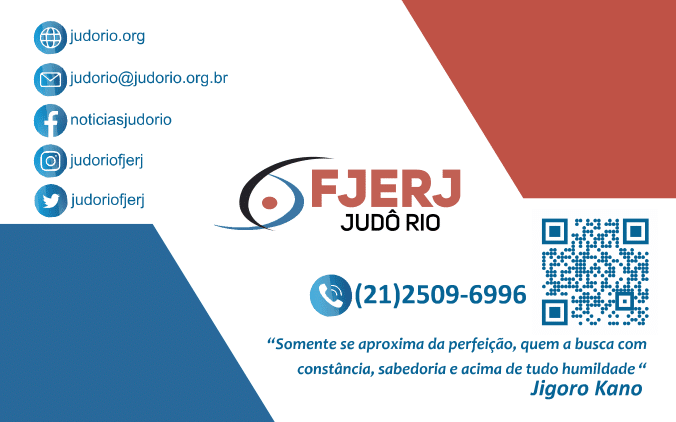 judorio.org
judorio@judorio.org.br
noticiasjudorio
judoriofjerj
judoriofjerj
FJERJ
JUDÔ RIO
(21)2509-6996
“Somente se aproxima da perfeição, quem a busca com
constância, sabedoria e acima de tudo humildade “
Jigoro Kano